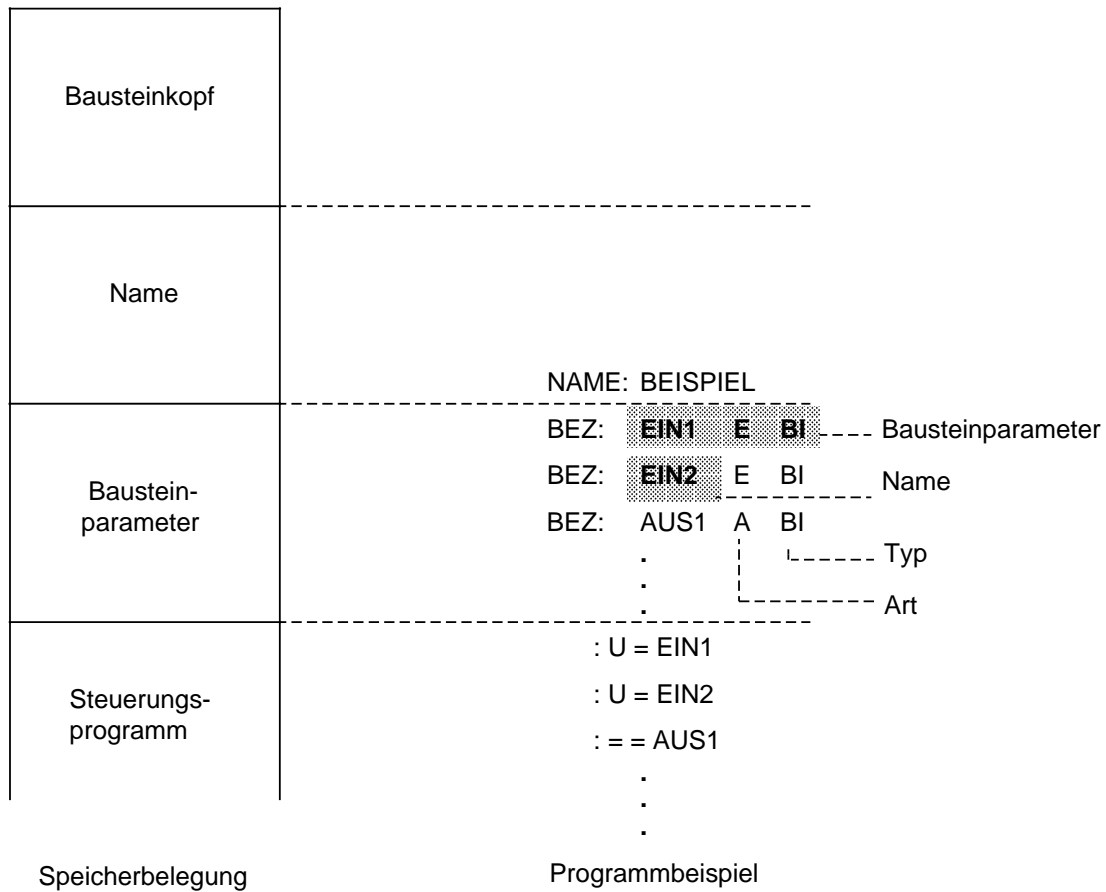 Bausteinkopf
Name
NAME: BEISPIEL
BEZ: EIN1 E BI
Bausteinparameter
BEZ: EIN2 E BI
Name
BEZ: AUS1 A BI
Typ
Art
Baustein-
parameter
.
.
.
: U = EIN1
: U = EIN2
: = = AUS1
.
.
.
Steuerungs-
programm
Speicherbelegung
Programmbeispiel